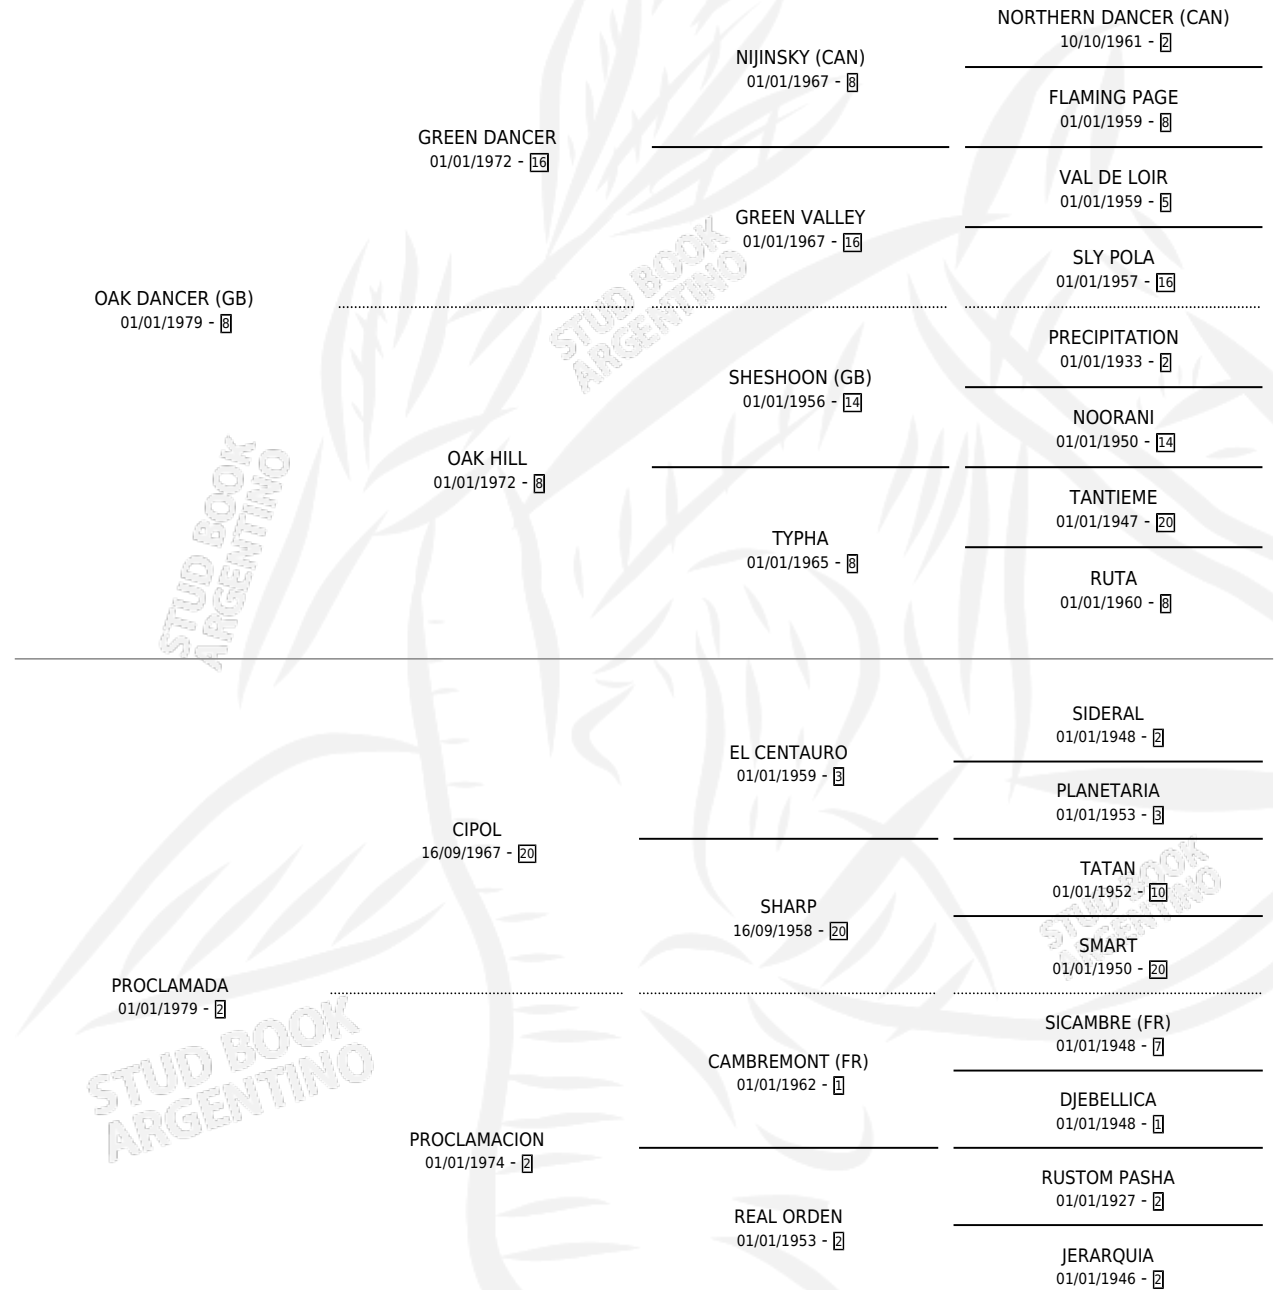 NORTHERN DANCER (CAN)
10/10/1961 - 2
NIJINSKY (CAN)
01/01/1967 - 8
FLAMING PAGE
01/01/1959 - 8
GREEN DANCER
01/01/1972 - 16
VAL DE LOIR
01/01/1959 - 5
GREEN VALLEY
01/01/1967 - 16
SLY POLA
01/01/1957 - 16
OAK DANCER (GB)
01/01/1979 - 8
STUD BOOK
ARGENTINO
PRECIPITATION
01/01/1933 - 2
SHESHOON (GB)
01/01/1956 - 14
NOORANI
01/01/1950 - 14
OAK HILL
01/01/1972 - 8
TANTIEME
01/01/1947 - 20
TYPHA
01/01/1965 - 8
RUTA
01/01/1960 - 8
STUD BOOK
ARGENTINO
SIDERAL
01/01/1948 - 2
EL CENTAURO
01/01/1959 - 3
PLANETARIA
01/01/1953 - 3
CIPOL
16/09/1967 - 20
TATAN
01/01/1952 - 10
SHARP
16/09/1958 - 20
STUD BOOK
ARGENTINO
SMART
01/01/1950 - 20
PROCLAMADA
01/01/1979 - 2
SICAMBRE (FR)
01/01/1948 - 7
CAMBREMONT (FR)
01/01/1962 - 1
STUD BOOK
ARGENTINO
DJEBELLICA
01/01/1948 - 1
PROCLAMACION
01/01/1974 - 2
RUSTOM PASHA
01/01/1927 - 2
REAL ORDEN
01/01/1953 - 2
JERARQUIA
01/01/1946 - 2